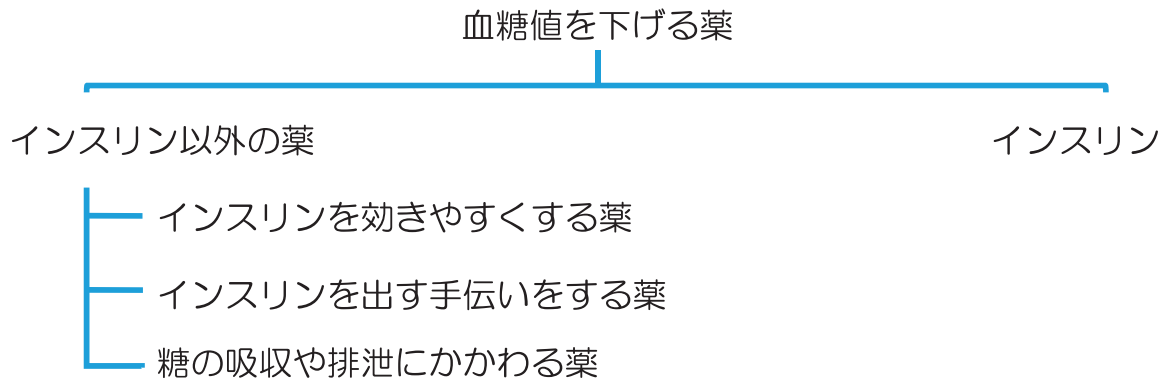 血糖値を下げる薬
インスリン以外の薬
インスリン
インスリンを効きやすくする薬
インスリンを出す手伝いをする薬
糖の吸収や排泄にかかわる薬